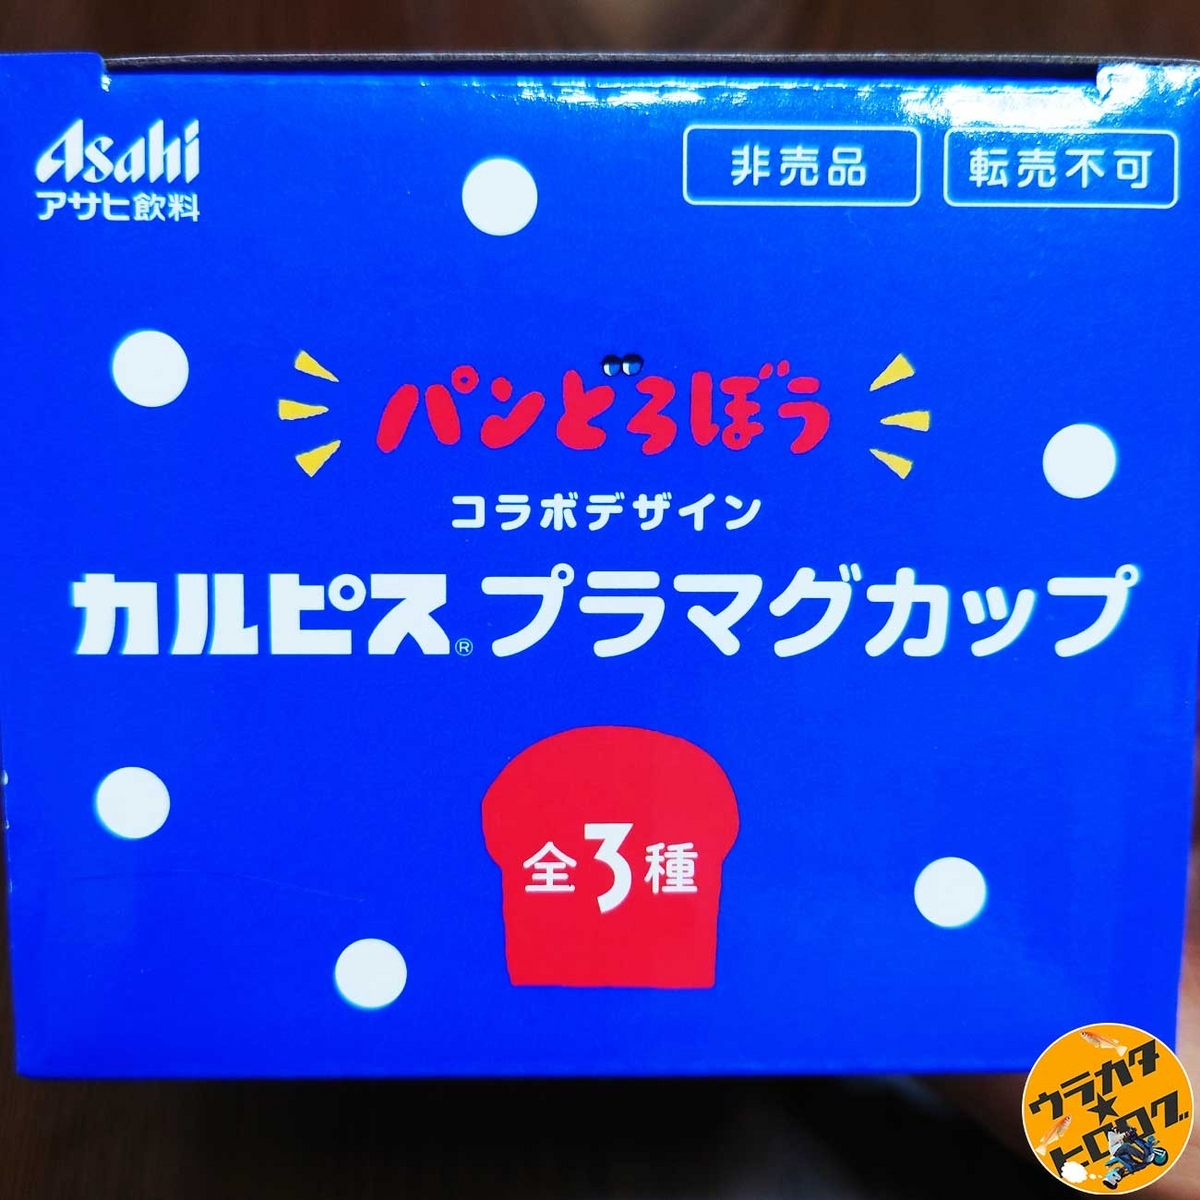 Asahi
アサヒ飲料
非売品
転売不可
パンどろぼう
コラボデザイン
カルピス® プラマグカップ
全3種
ウラカタ
★
ヒロログ